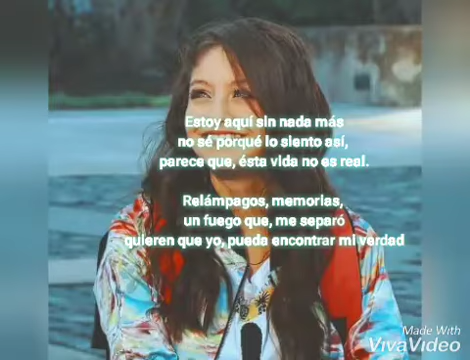 Estoy aquí sin nada más
no sé porqué lo siento así,
parece que, ésta vida no es real.
Relámpagos, memorias,
un fuego que, me separó
quieren que yo, pueda encontrar mi verdad
Made With
VivaVideo